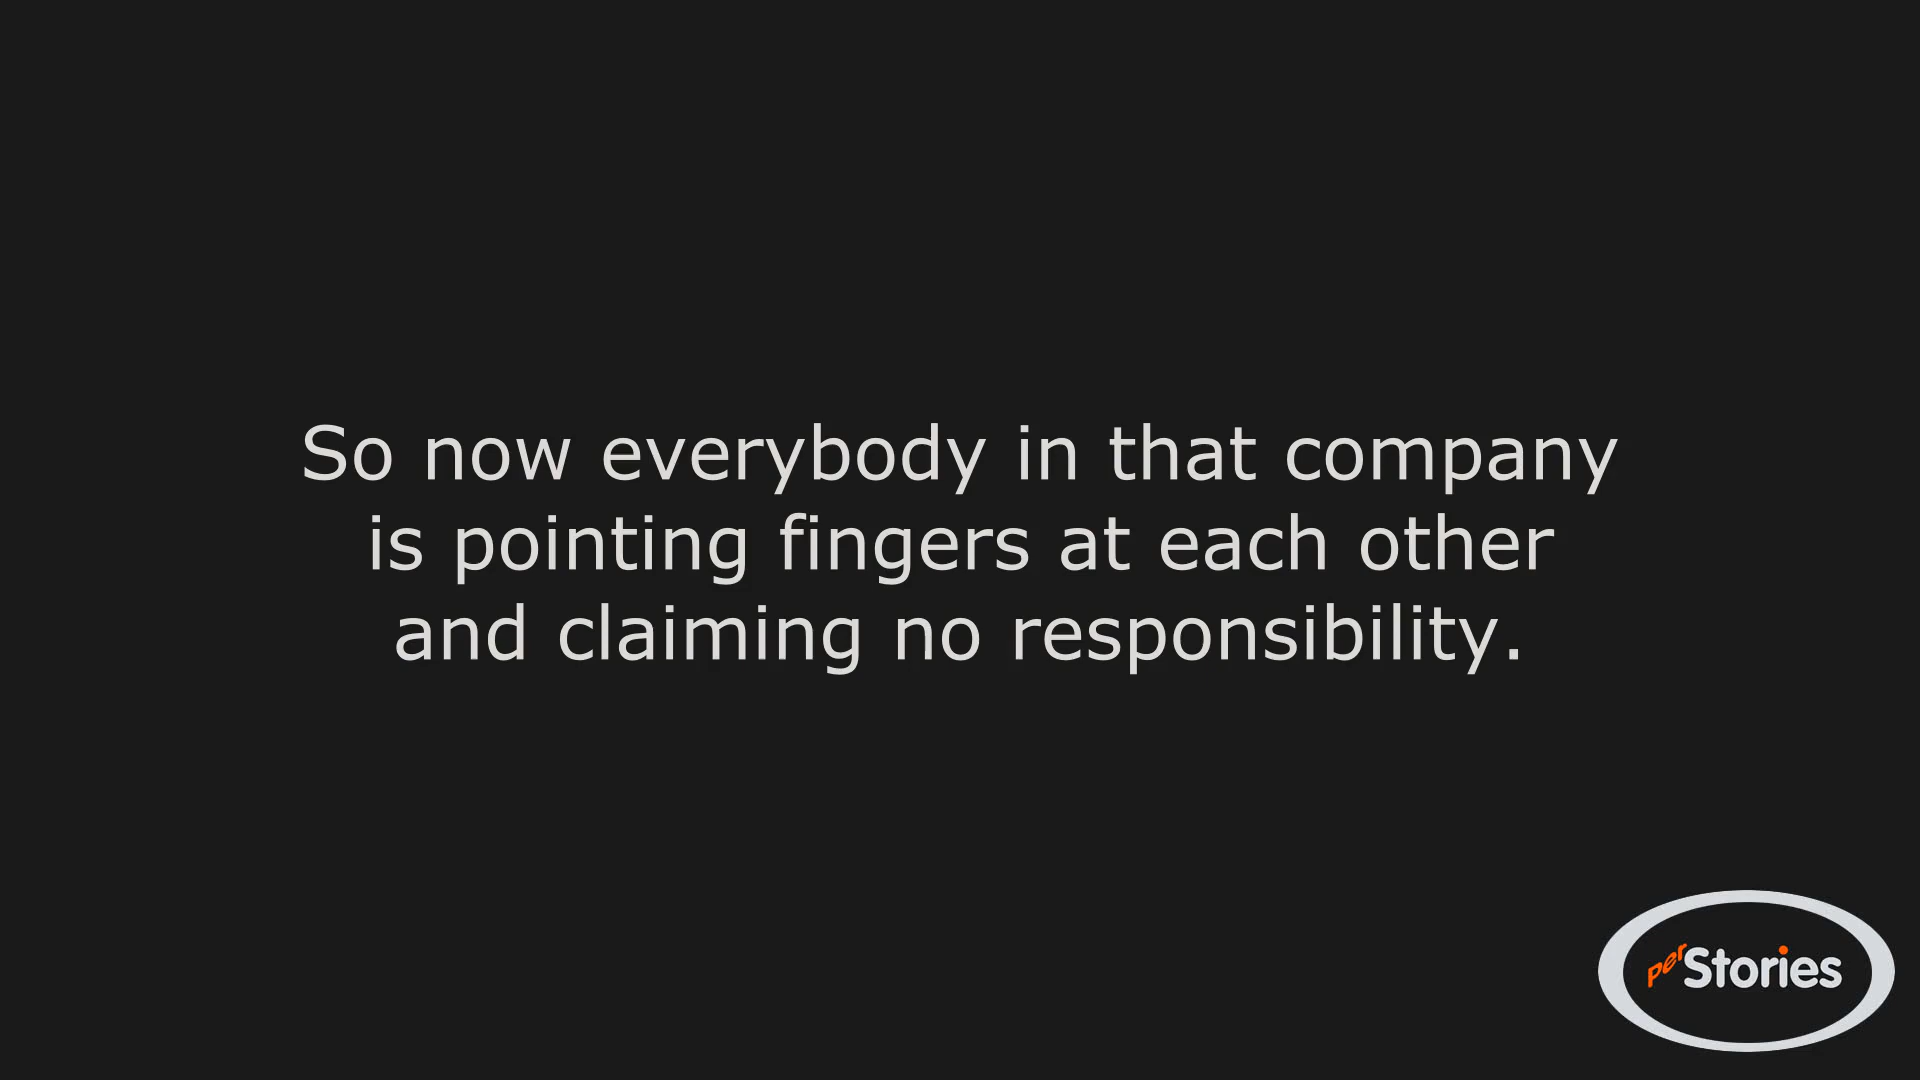 So now everybody in that company
is pointing fingers at each other
and claiming no responsibility.
perStories